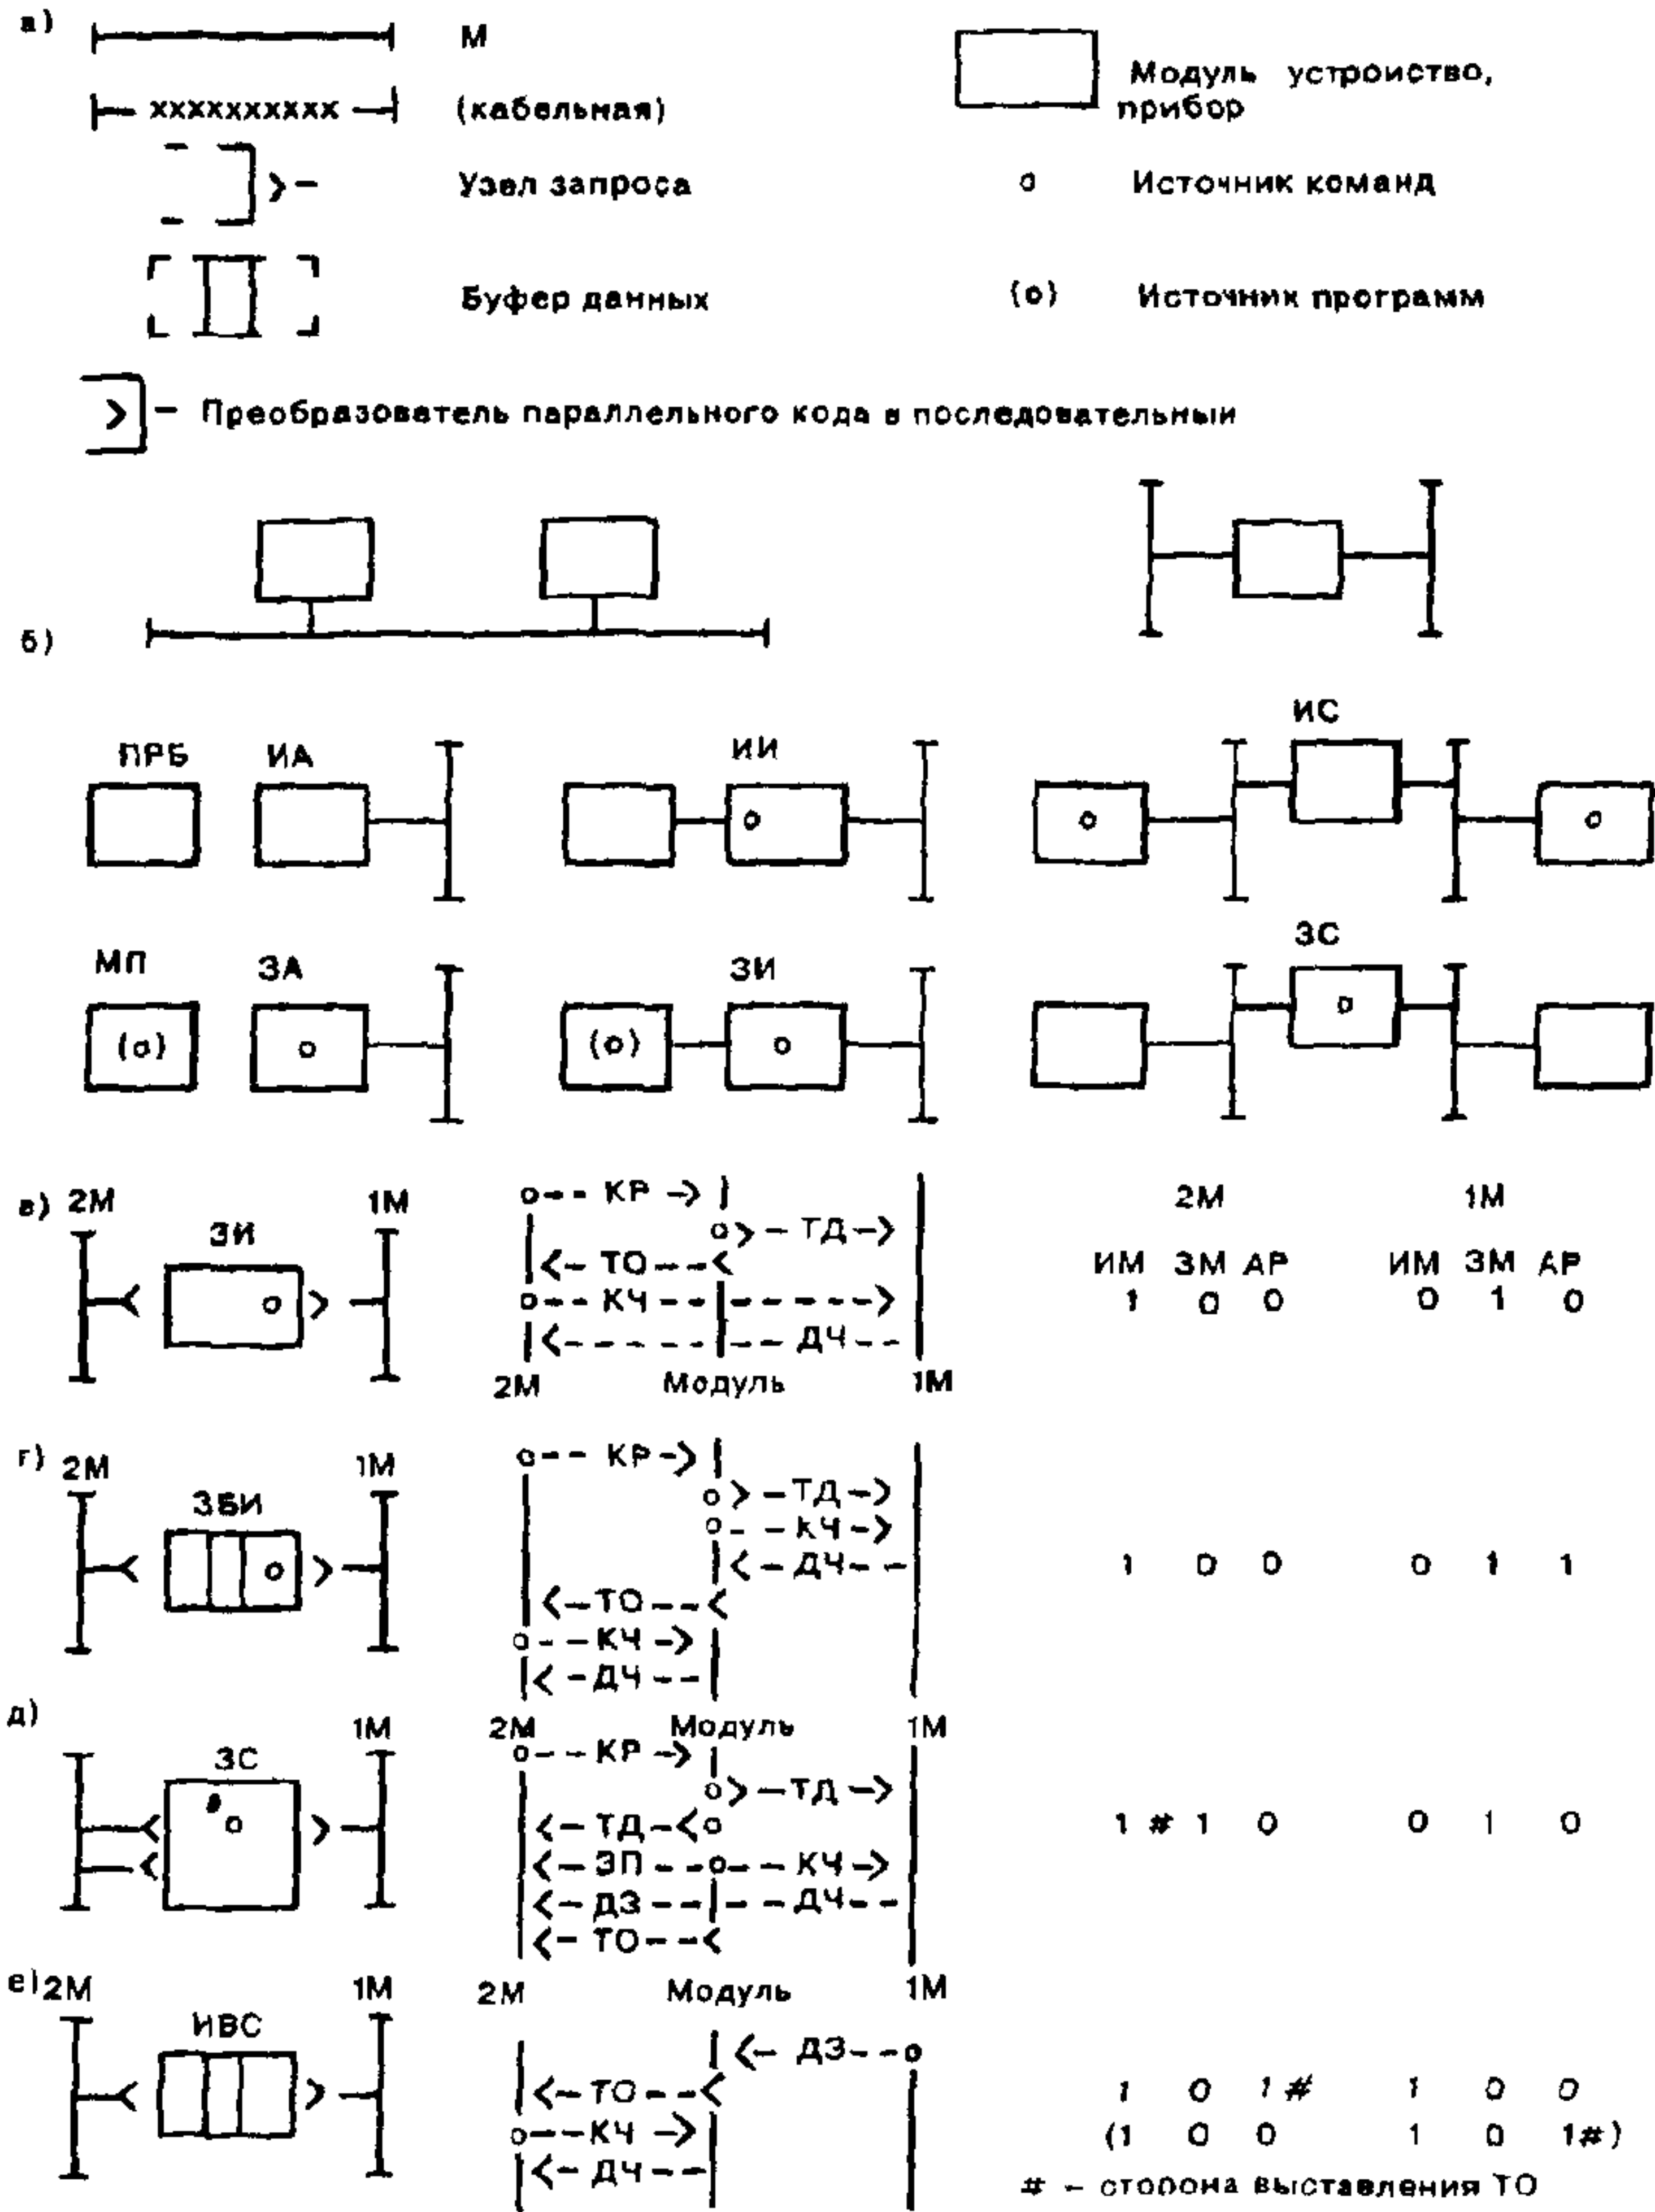 а)
М
Модуль устроиство,
прибор
хххххххххх (кабельная)
Узел запроса
о Источник команд
Буфер данных
(о) Источник программ
> – Преобразователь параллельного кода в последовательный
б)
ПРБ ИА ИИ ИС
о о о
МП ЗА ЗИ ЗС
(о) о (о) о о
в) 2М ЗИ 1М
о-- КР -> 
о>- ТД ->
<- ТО --<
о-- КЧ ---->
<---- ДЧ --
2М Модуль 1М
2М 1М
ИМ ЗМ АР ИМ ЗМ АР
1 0 0 0 1 0
г) 2М ЗБИ 1М
о-- КР ->
о>- ТД ->
о-- КЧ ->
<- ДЧ --
<- ТО --<
о-- КЧ ->
<- ДЧ --
2М Модуль 1М
1 0 0 0 1 1
д) ЗС 1М
о-- КР ->
о>- ТД ->
<- ТД -<о
<- ЗП --о-- КЧ ->
<- ДЗ ---- ДЧ --
<- ТО --<
2М Модуль 1М
1 # 1 0 0 1 0
е) 2М ИВС 1М
<- ДЗ --о
<- ТО --<
о-- КЧ ->
<- ДЧ --
1 0 1 # 1 0 0
(1 0 0 1 0 1#)
# – сторона выставления ТО